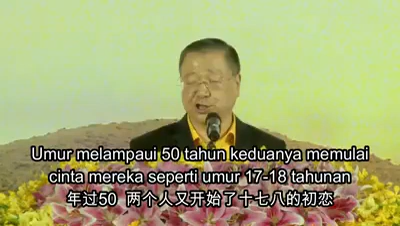 Umur melampaui 50 tahun keduanya memulai
cinta mereka seperti umur 17-18 tahunan
年过50 两个人又开始了十七八的初恋